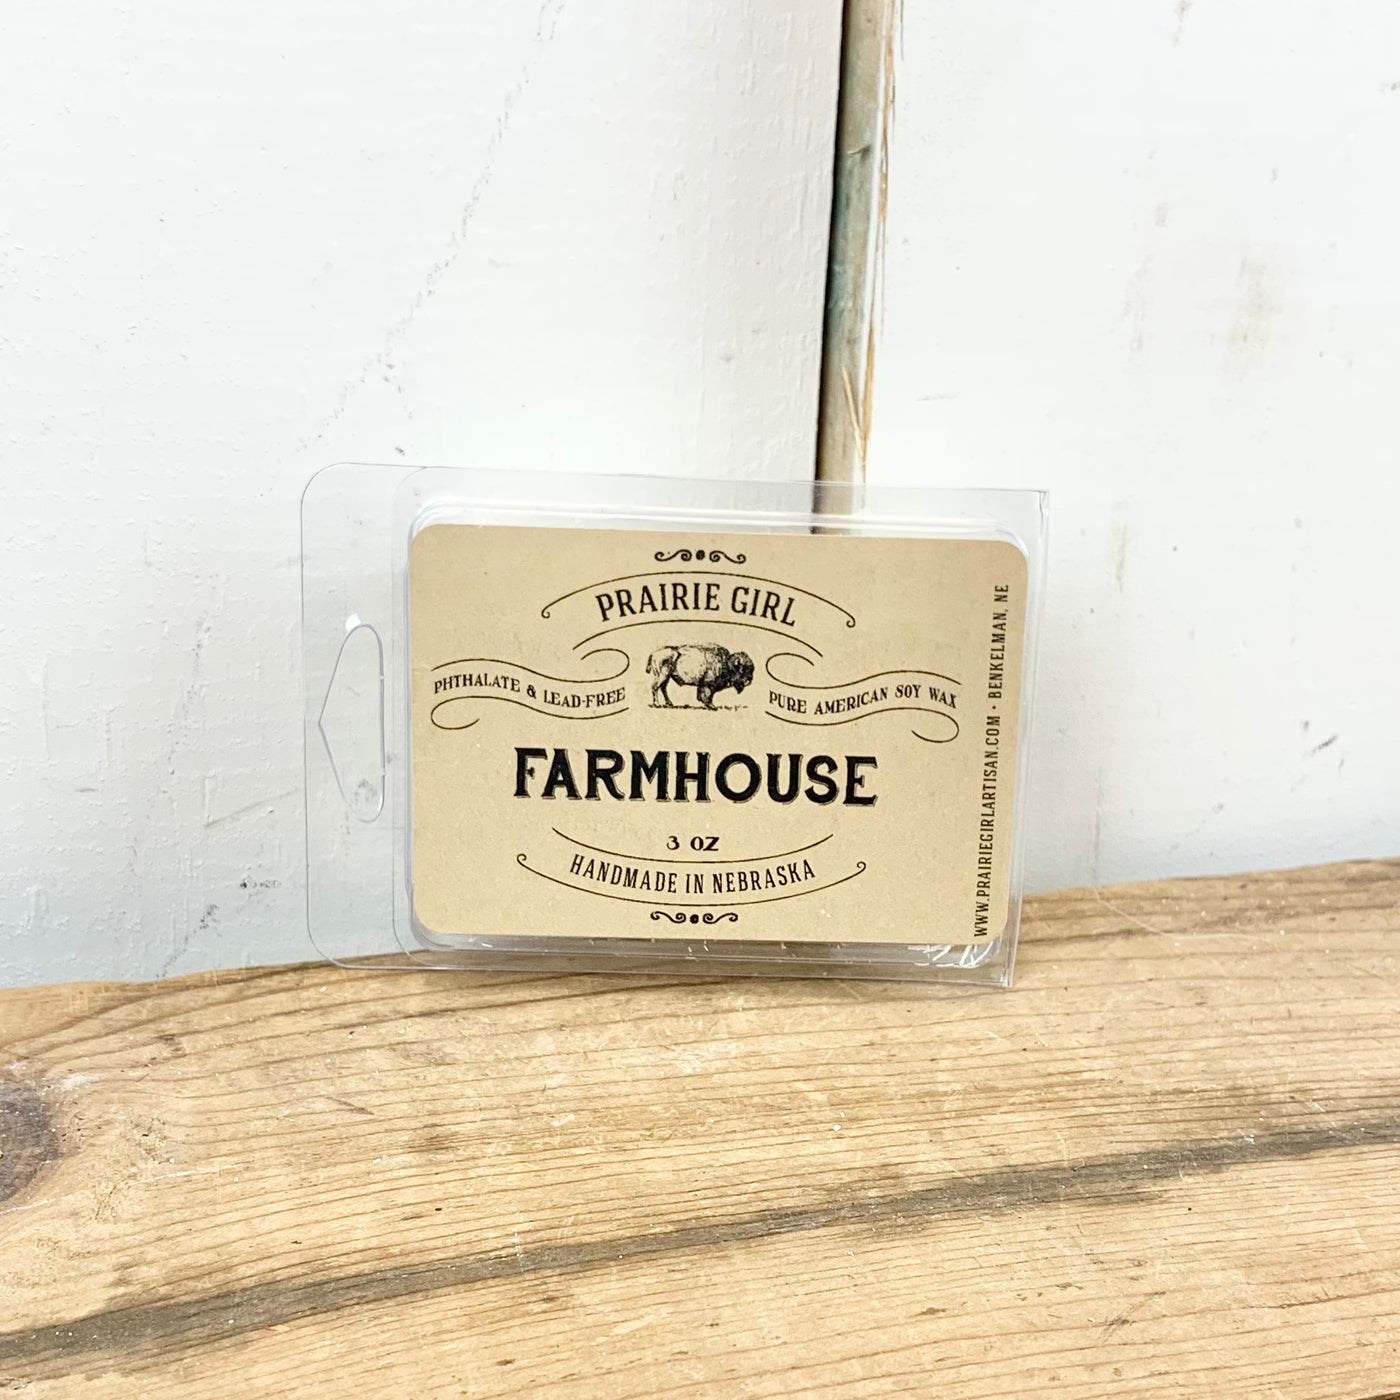 PRAIRIE GIRL
PHTHALATE & LEAD-FREE
PURE AMERICAN SOY WAX
FARMHOUSE
3 OZ
HANDMADE IN NEBRASKA
WWW.PRAIRIEGIRLARTISAN.COM • BENKELMAN, NE